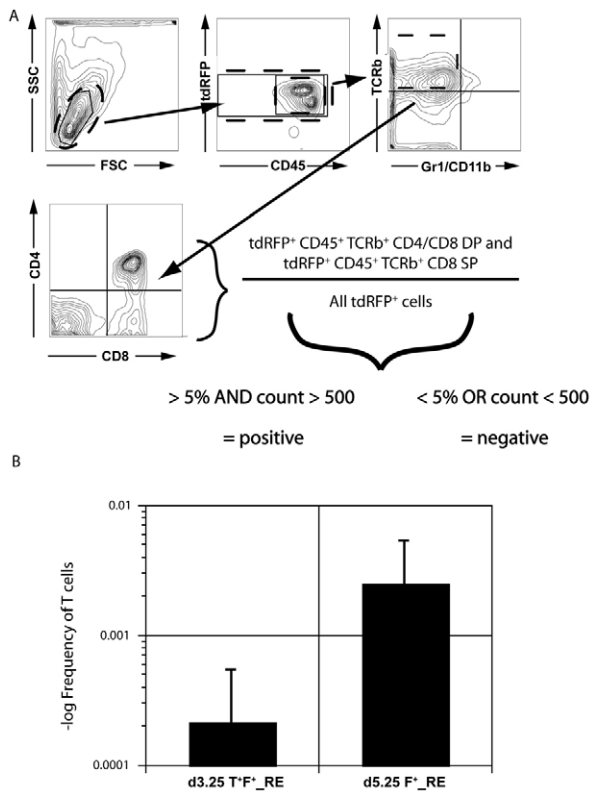 A
SSC
FSC
tdRFP
CD45
TCRb
Gr1/CD11b
CD4
CD8
tdRFP⁺ CD45⁺ TCRb⁺ CD4/CD8 DP and
tdRFP⁺ CD45⁺ TCRb⁺ CD8 SP
All tdRFP⁺ cells
> 5% AND count > 500
= positive
< 5% OR count < 500
= negative
B
-log Frequency of T cells
0.01
0.001
0.0001
d3.25 T⁺F⁺_RE
d5.25 F⁺_RE